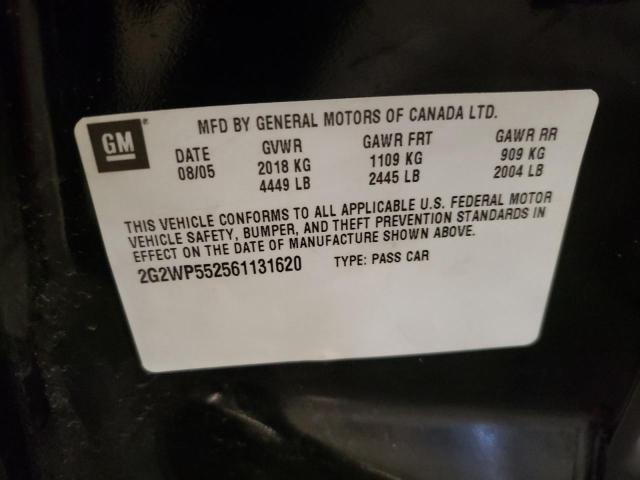 GM
®
MFD BY GENERAL MOTORS OF CANADA LTD.
DATE GVWR GAWR FRT GAWR RR
08/05 2018 KG 1109 KG 909 KG
4449 LB 2445 LB 2004 LB
THIS VEHICLE CONFORMS TO ALL APPLICABLE U.S. FEDERAL MOTOR
VEHICLE SAFETY, BUMPER, AND THEFT PREVENTION STANDARDS IN
EFFECT ON THE DATE OF MANUFACTURE SHOWN ABOVE.
2G2WP552561131620 TYPE: PASS CAR